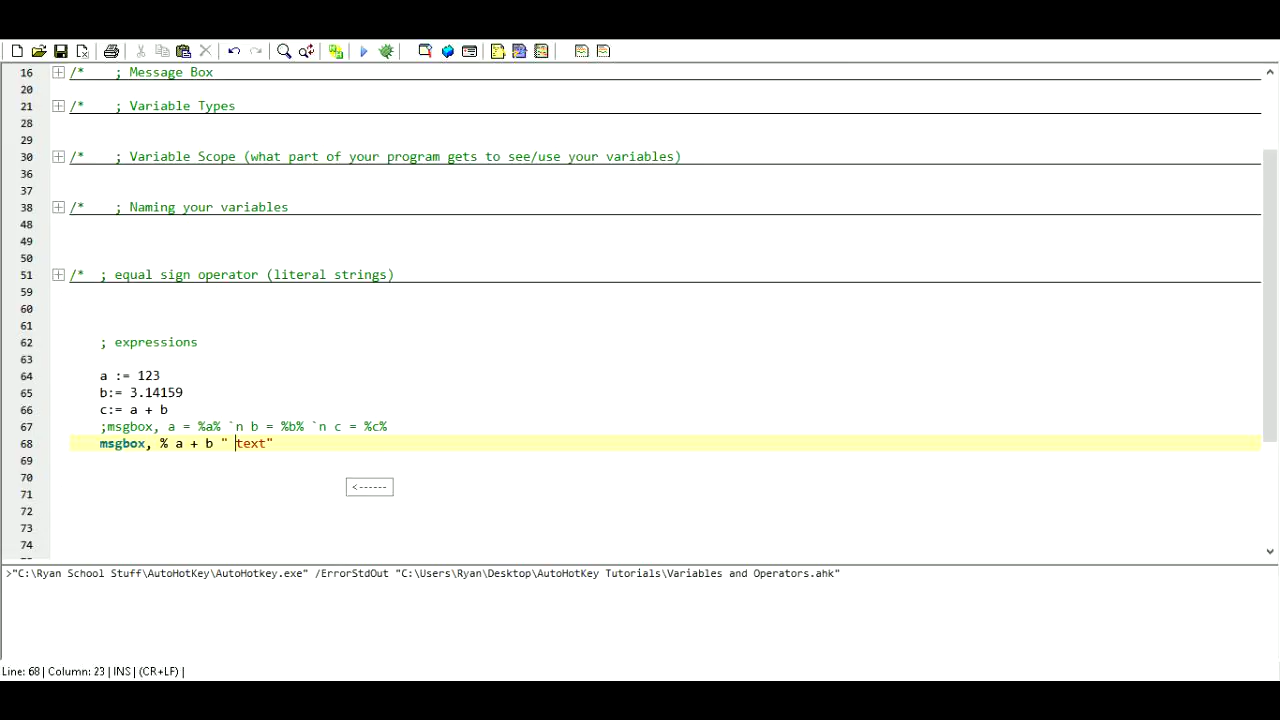 16 /* ; Message Box
20
21 /* ; Variable Types
28
29
30 /* ; Variable Scope (what part of your program gets to see/use your variables)
36
37
38 /* ; Naming your variables
48
49
50
51 /* ; equal sign operator (literal strings)
59
60
61
62 ; expressions
63
64 a := 123
65 b:= 3.14159
66 c:= a + b
67 ;msgbox, a = %a% `n b = %b% `n c = %c%
68 msgbox, % a + b " text"
69
70
<------
71
72
73
74
>"C:\Ryan School Stuff\AutoHotKey\AutoHotkey.exe" /ErrorStdOut "C:\Users\Ryan\Desktop\AutoHotKey Tutorials\Variables and Operators.ahk"
Line: 68 | Column: 23 | INS | (CR+LF) |